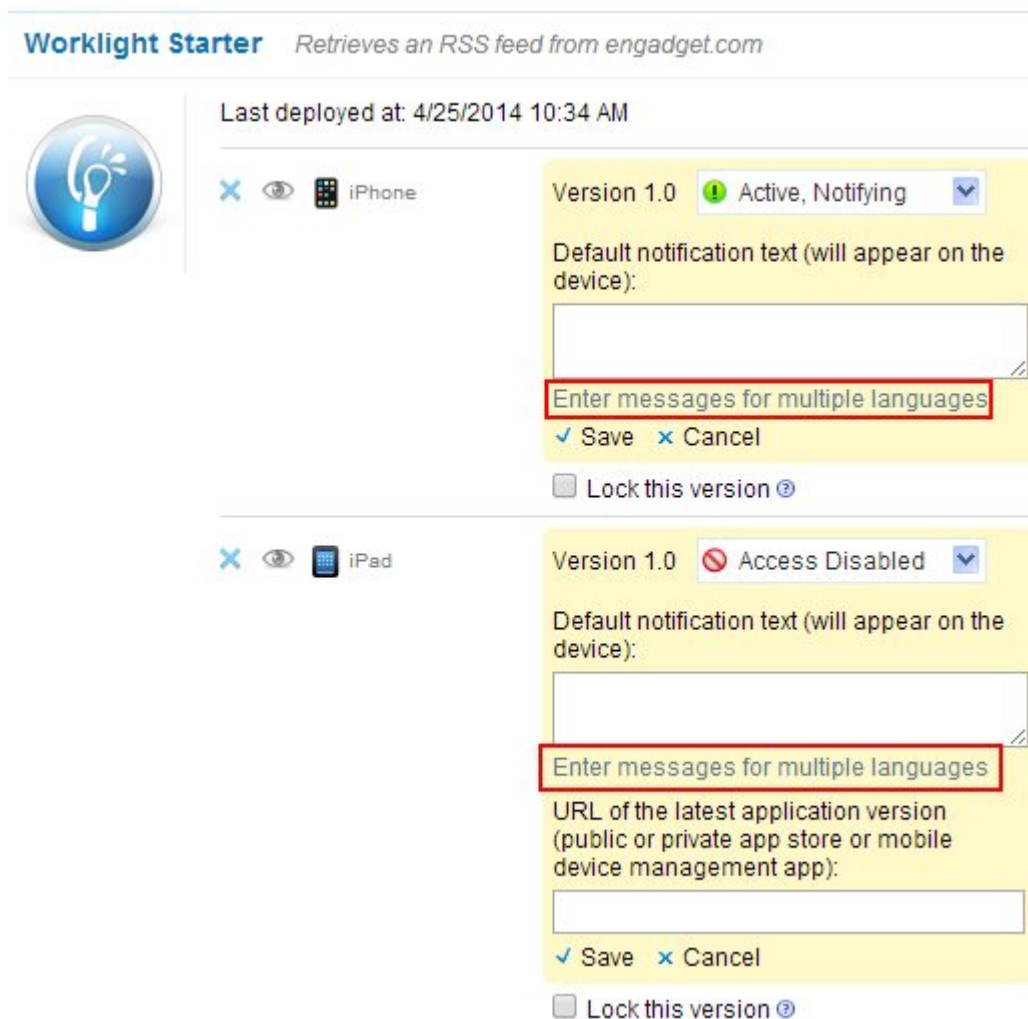 Worklight Starter Retrieves an RSS feed from engadget.com
Last deployed at: 4/25/2014 10:34 AM
iPhone
Version 1.0 Active, Notifying
Default notification text (will appear on the
device):
Enter messages for multiple languages
Save Cancel
Lock this version
iPad
Version 1.0 Access Disabled
Default notification text (will appear on the
device):
Enter messages for multiple languages
URL of the latest application version
(public or private app store or mobile
device management app):
Save Cancel
Lock this version